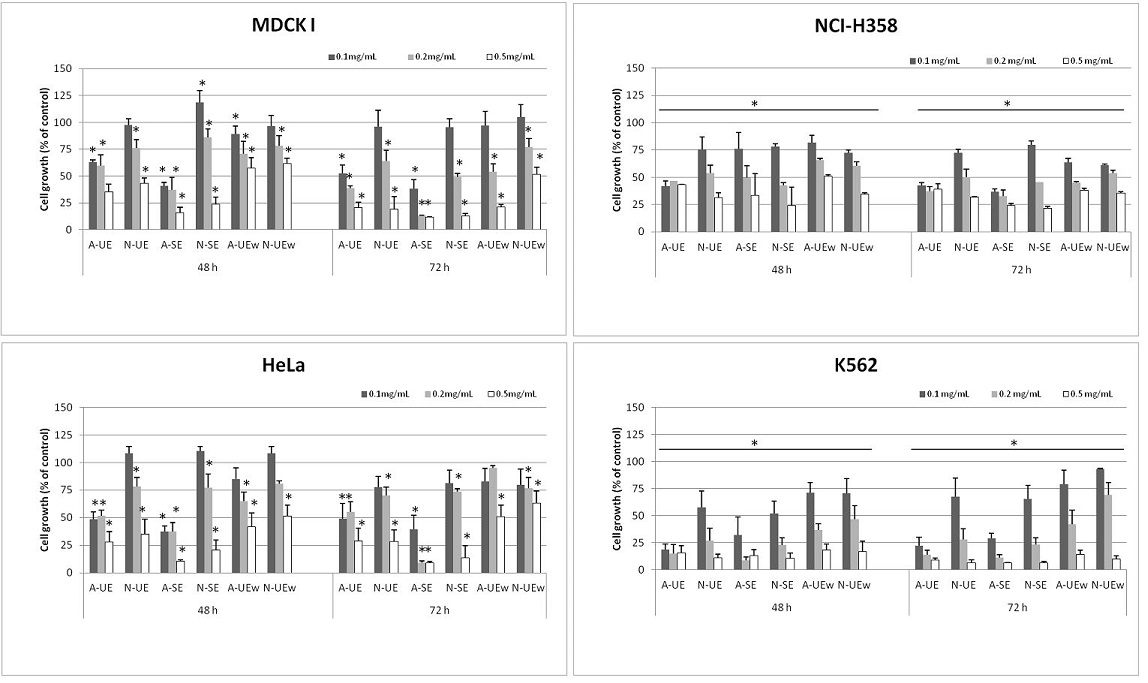 MDCK I
0.1mg/mL 0.2mg/mL 0.5mg/mL
Cell growth (% of control)
150
125
100
75
50
25
0
* * * * * * * * * * * * * * *
A-UE N-UE A-SE N-SE A-UEw N-UEw A-UE N-UE A-SE N-SE A-UEw N-UEw
48 h 72 h
NCI-H358
0.1 mg/mL 0.2 mg/mL 0.5 mg/mL
Cell growth (% of control)
150
125
100
75
50
25
0
* *
A-UE N-UE A-SE N-SE A-UEw N-UEw A-UE N-UE A-SE N-SE A-UEw N-UEw
48 h 72 h
HeLa
0.1mg/mL 0.2mg/mL 0.5mg/mL
Cell growth (% of control)
150
125
100
75
50
25
0
A-UE N-UE A-SE N-SE A-UEw N-UEw A-UE N-UE A-SE N-SE A-UEw N-UEw
48 h 72 h
K562
0.1 mg/mL 0.2 mg/mL 0.5 mg/mL
Cell growth (% of control)
150
125
100
75
50
25
0
* *
A-UE N-UE A-SE N-SE A-UEw N-UEw A-UE N-UE A-SE N-SE A-UEw N-UEw
48 h 72 h